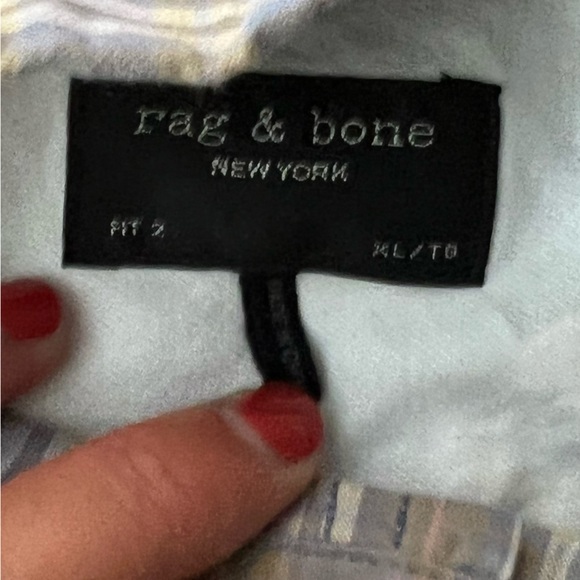 rag & bone
NEW YORK
FIT 2
XL/TG